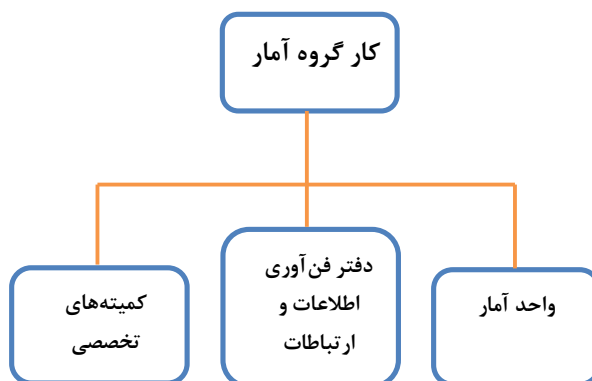 کار گروه آمار
واحد آمار
دفتر فن‌آوری
اطلاعات و
ارتباطات
کمیته‌های
تخصصی